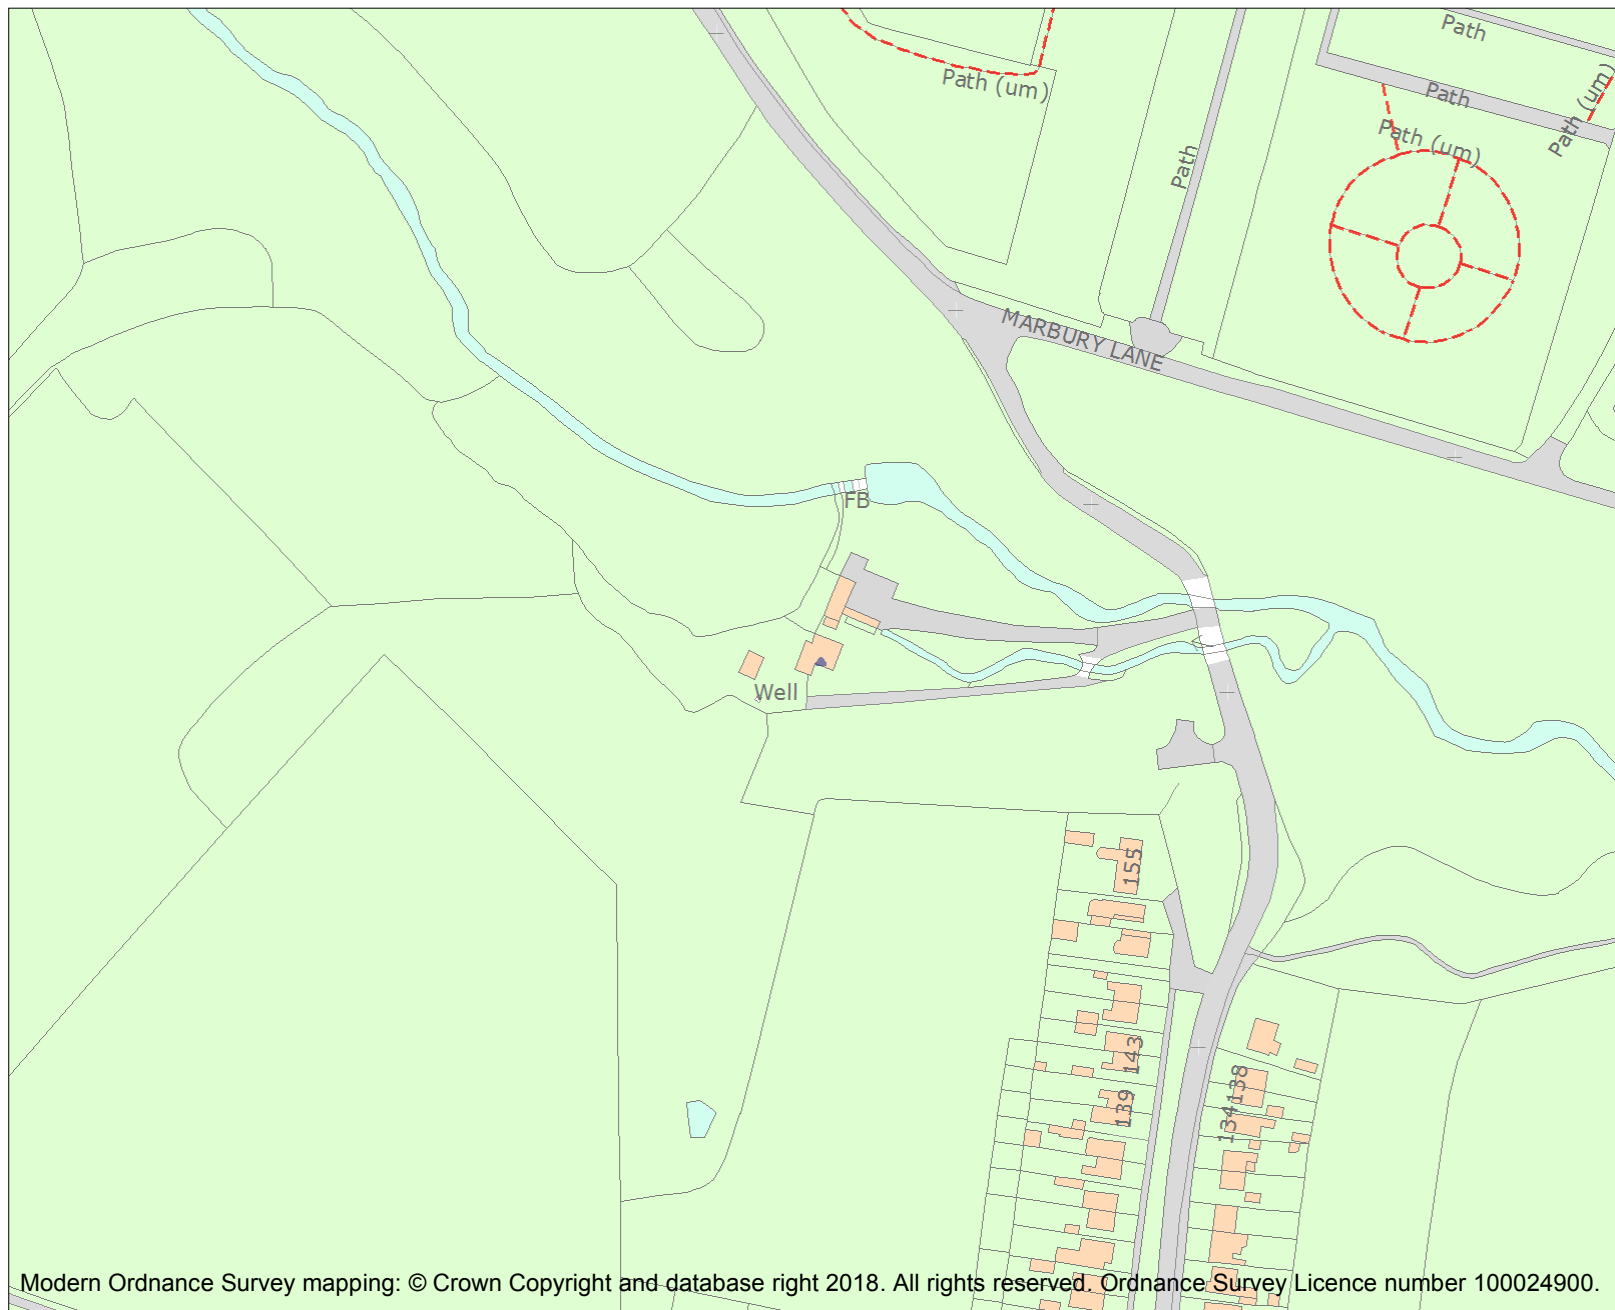 Path
Path (um)
Path
Path (um)
Path (um)
Path
MARBURY LANE
FB
Well
155
143
139
138
134
Modern Ordnance Survey mapping: © Crown Copyright and database right 2018. All rights reserved. Ordnance Survey Licence number 100024900.